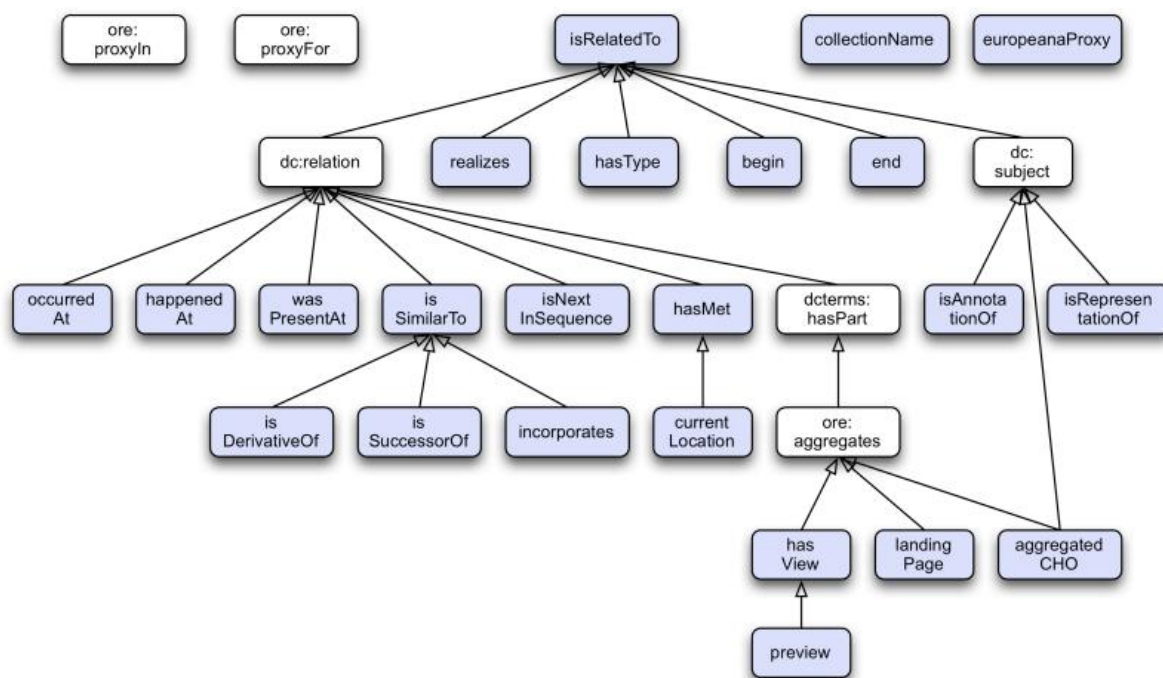 ore:
proxyIn
ore:
proxyFor
isRelatedTo
collectionName
europeanaProxy
dc:relation
realizes
hasType
begin
end
dc:
subject
occurred
At
happened
At
was
PresentAt
is
SimilarTo
isNext
InSequence
hasMet
dcterms:
hasPart
isAnnota
tionOf
isRepresen
tationOf
is
DerivativeOf
is
SuccessorOf
incorporates
current
Location
ore:
aggregates
has
View
landing
Page
aggregated
CHO
preview